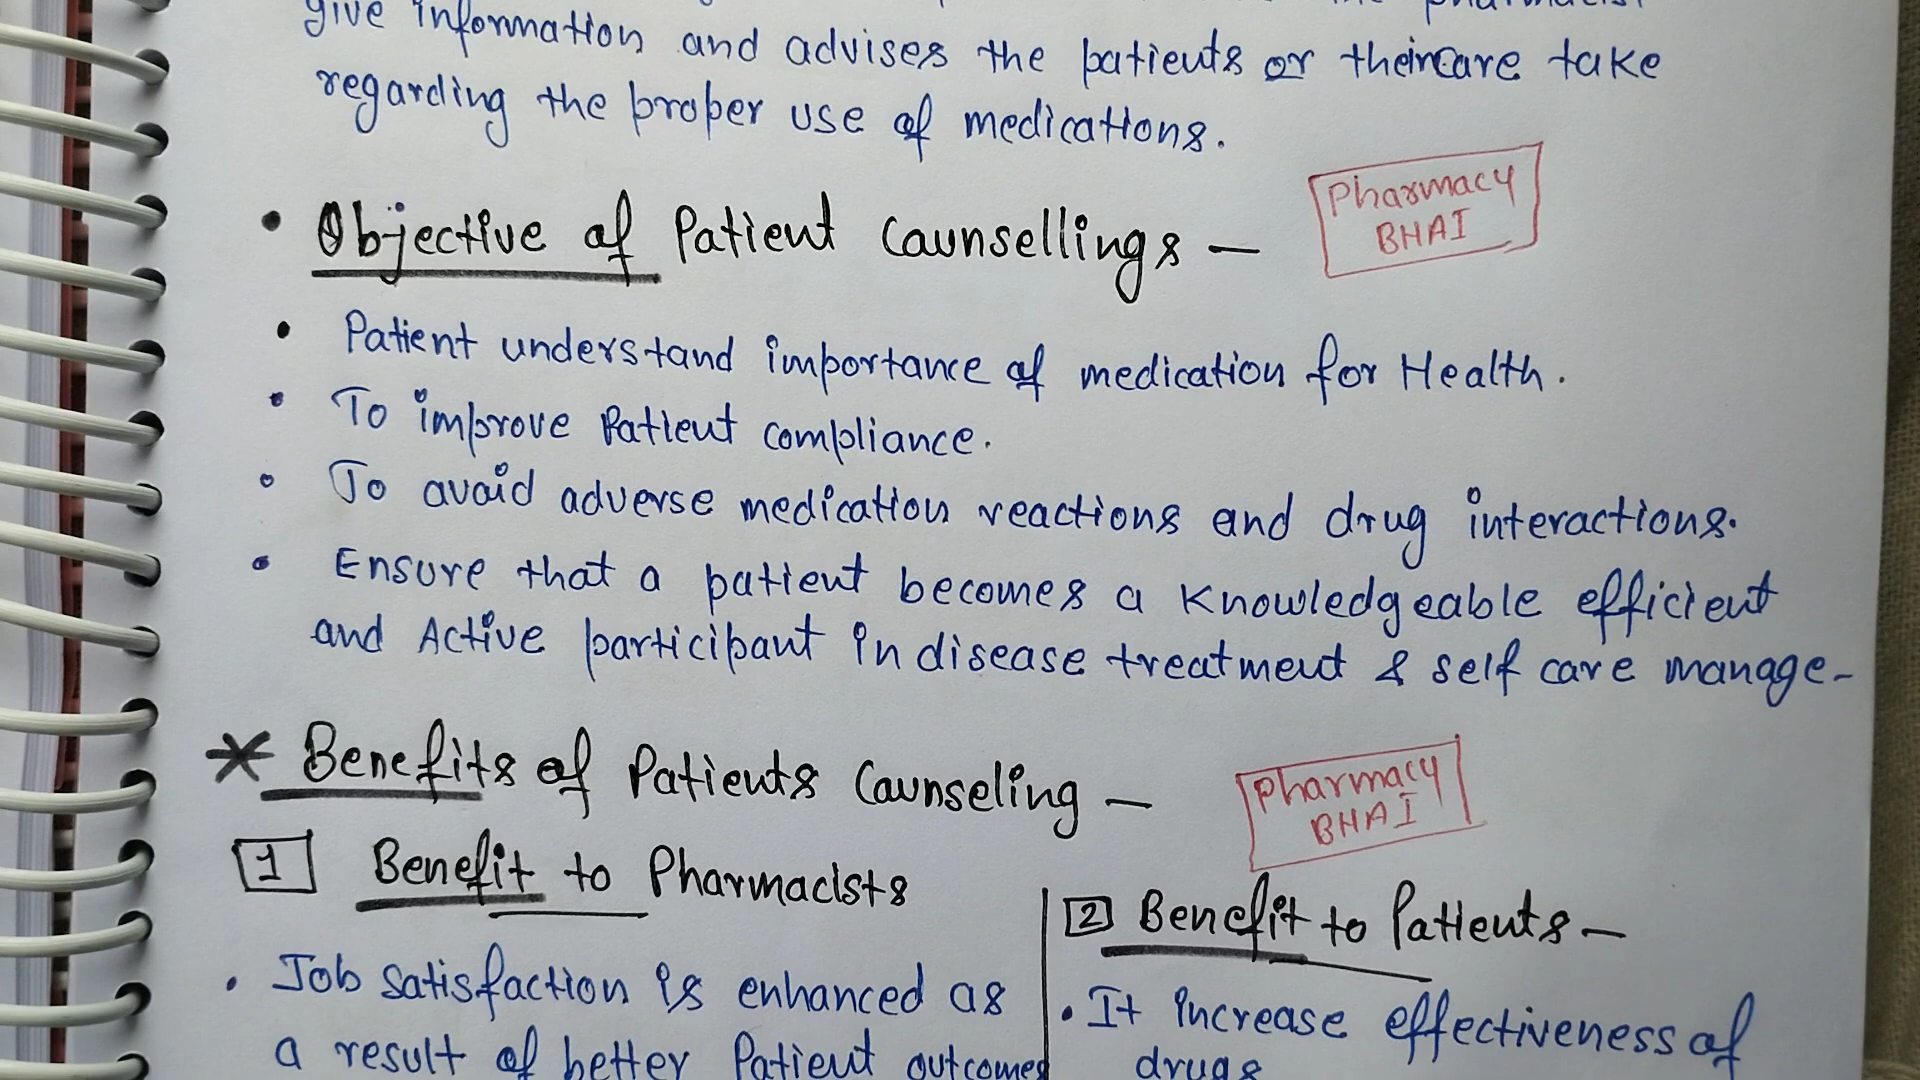 give information and advises the patients or their care take
regarding the proper use of medications.
• Objective of Patient Counsellings —
Pharmacy
BHAI
• Patient understand importance of medication for Health.
• To improve Patient compliance.
• To avoid adverse medication reactions and drug interactions.
• Ensure that a patient becomes a Knowledgeable efficient
and Active participant in disease treatment & self care manage-
* Benefits of Patients Counseling —
Pharmacy
BHAI
1 Benefit to Pharmacists
• Job satisfaction is enhanced as
a result of better Patient outcomes
2 Benefit to Patients —
• It increase effectiveness of
drugs